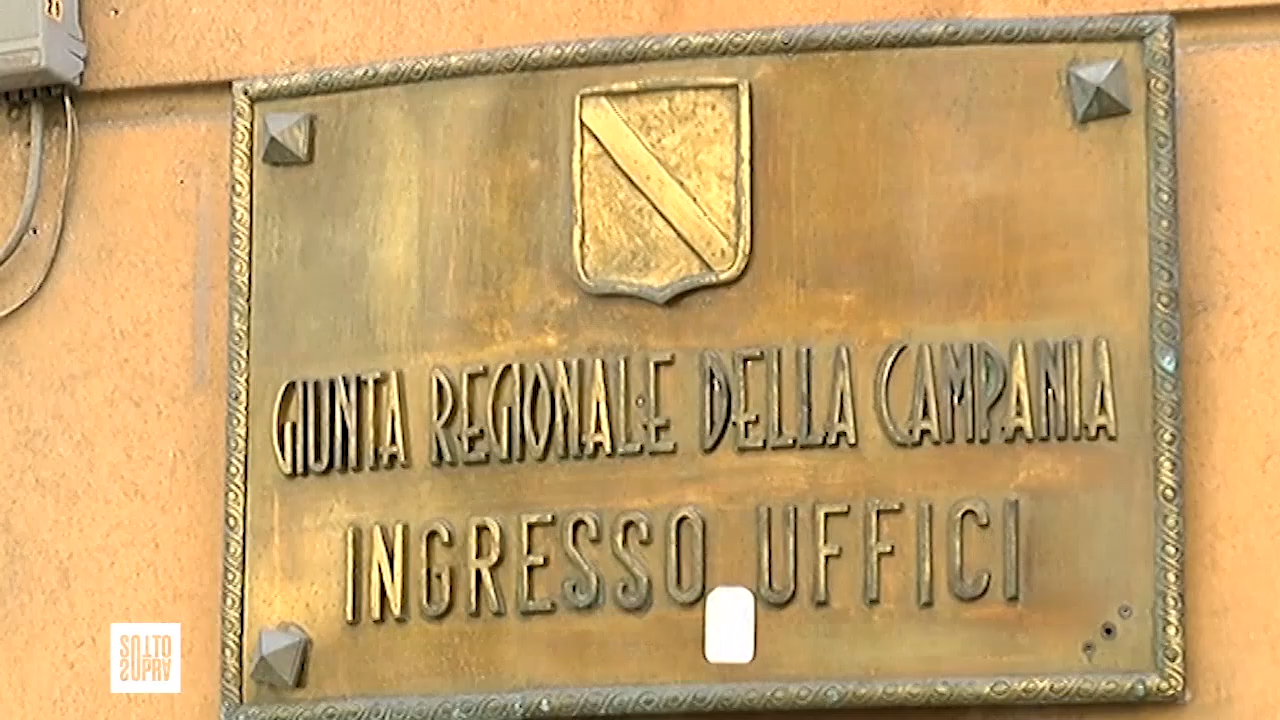 GIUNTA REGIONALE DELLA CAMPANIA
INGRESSO UFFICI
SOTTO
SOPRA